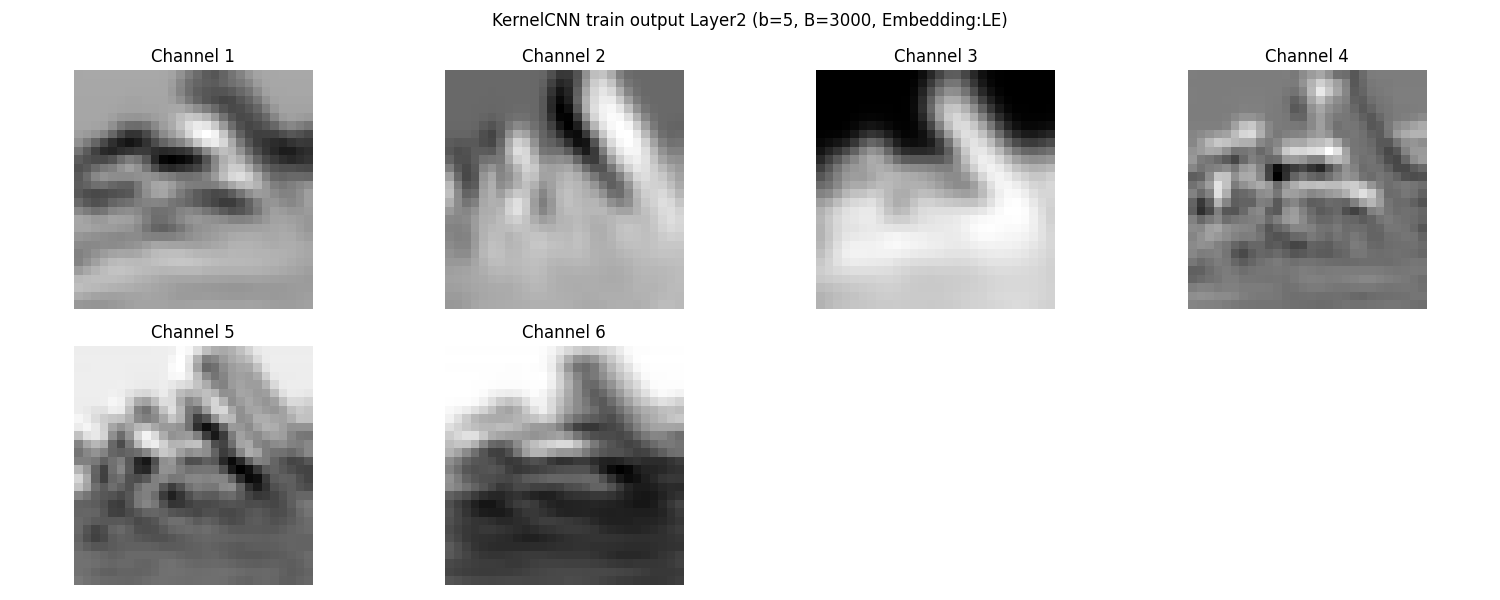 KernelCNN train output Layer2 (b=5, B=3000, Embedding:LE)
Channel 1
Channel 2
Channel 3
Channel 4
Channel 5
Channel 6